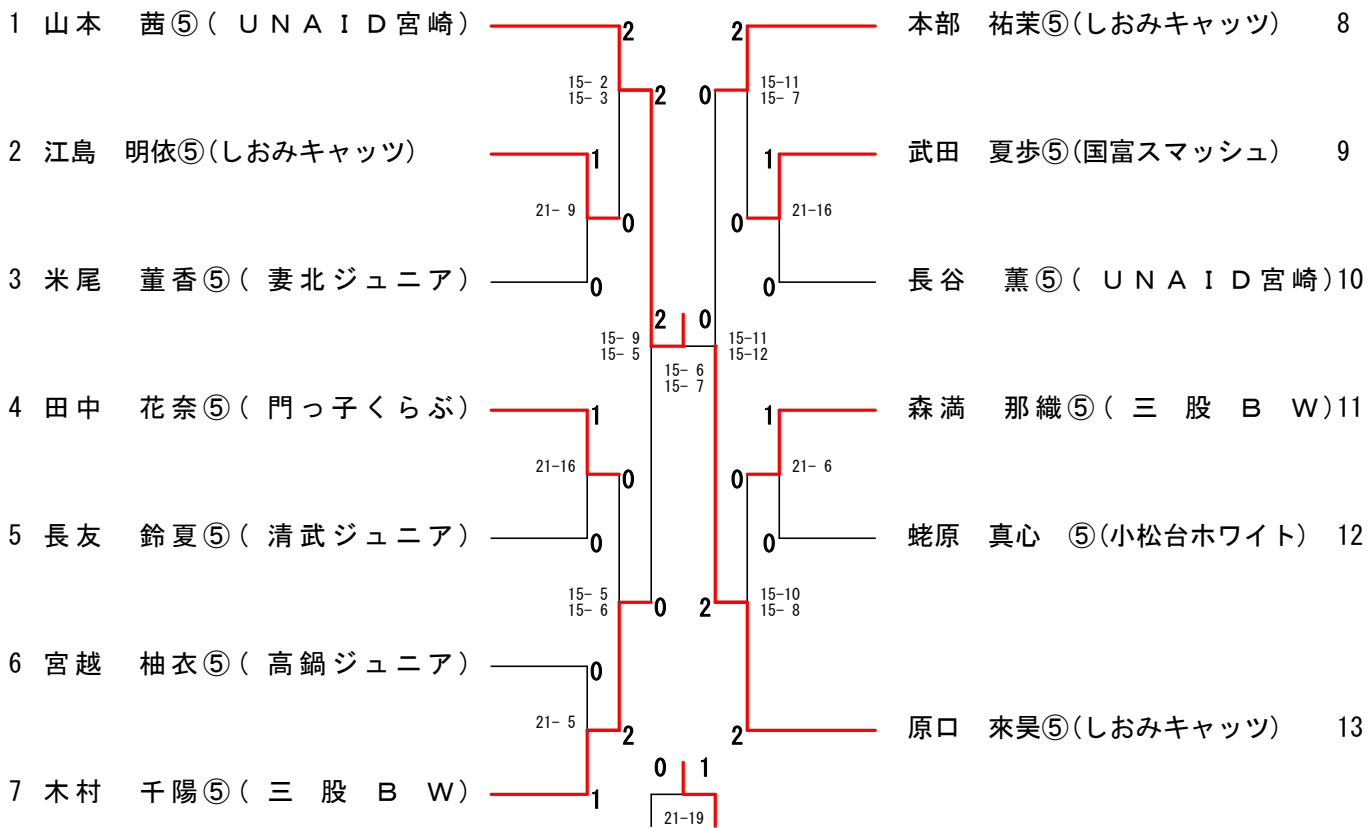 1 山本 茜⑤( ＵＮＡＩＤ宮崎)
2 2
本部 祐茉⑤(しおみキャッツ) 8
15- 2
15- 3
2 0
15-11
15- 7
2 江島 明依⑤(しおみキャッツ)
1 1
武田 夏歩⑤(国富スマッシュ) 9
21- 9
0 0
21-16
3 米尾 董香⑤( 妻北ジュニア)
0 0
長谷 薫⑤( ＵＮＡＩＤ宮崎)10
2 0
15- 9
15- 5
15-11
15-12
15- 6
15- 7
4 田中 花奈⑤( 門っ子くらぶ)
1 1
森満 那織⑤( 三股ＢＷ)11
21-16
0 0
21- 6
5 長友 鈴夏⑤( 清武ジュニア)
0 0
蛯原 真心 ⑤(小松台ホワイト) 12
15- 5
15- 6
0 2
15-10
15- 8
6 宮越 柚衣⑤( 高鍋ジュニア)
0
21- 5
2 2
原口 來昊⑤(しおみキャッツ) 13
0 1
7 木村 千陽⑤( 三股ＢＷ)
1
21-19